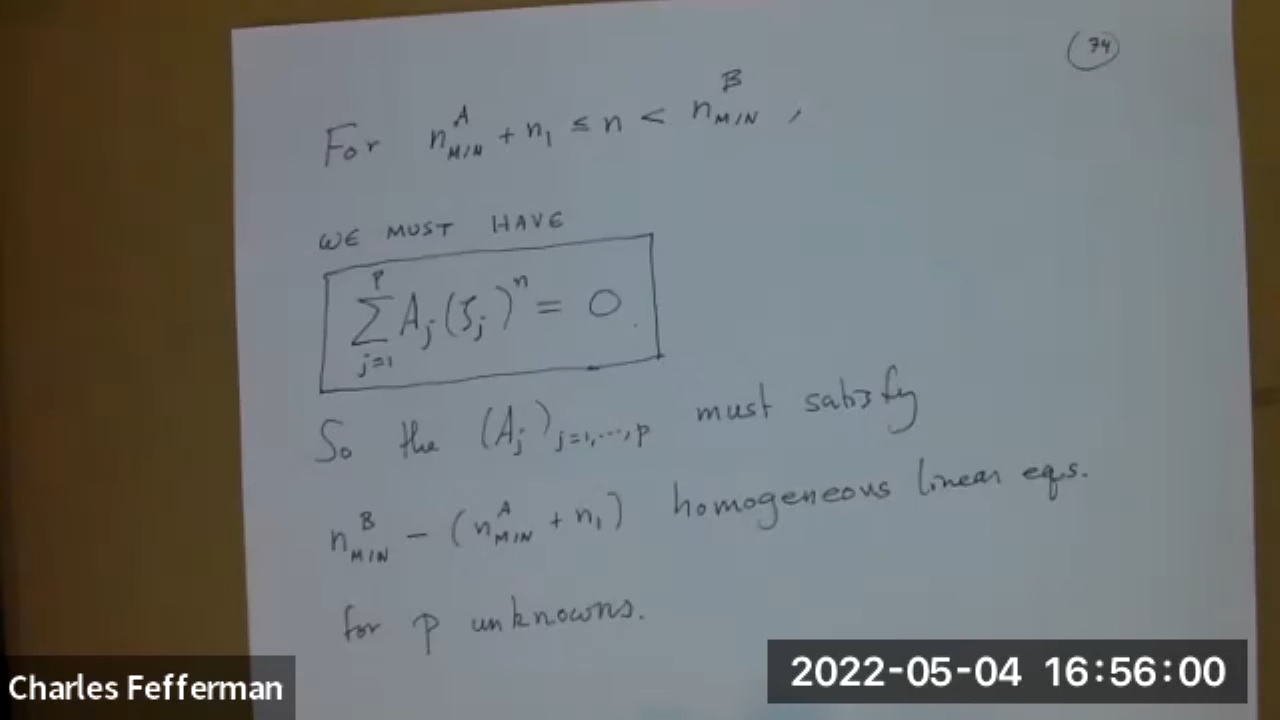 74
For n^A_MIN + n_1 ≤ n < n^B_MIN ,
WE MUST HAVE
∑_{j=1}^{P} A_j (ζ_j)^n = 0.
So the (A_j)_{j=1,...,p} must satisfy
n^B_MIN - (n^A_MIN + n_1) homogeneous linear eqs.
for p unknowns.
Charles Fefferman
2022-05-04 16:56:00